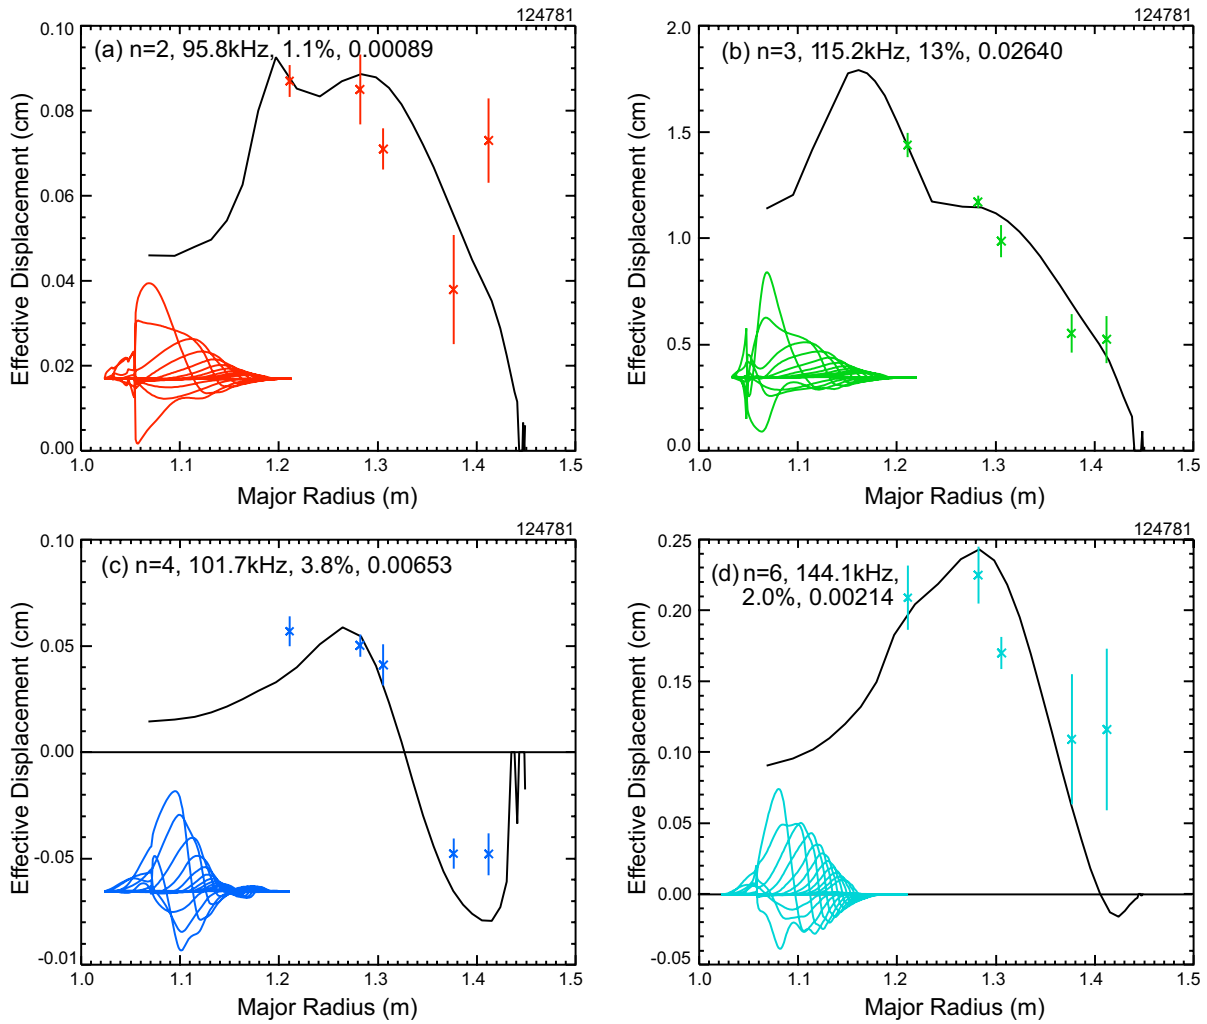 124781
(a) n=2, 95.8kHz, 1.1%, 0.00089
Effective Displacement (cm)
0.10
0.08
0.06
0.04
0.02
0.00
1.0 1.1 1.2 1.3 1.4 1.5
Major Radius (m)
124781
(b) n=3, 115.2kHz, 13%, 0.02640
Effective Displacement (cm)
2.0
1.5
1.0
0.5
0.0
1.0 1.1 1.2 1.3 1.4 1.5
Major Radius (m)
124781
(c) n=4, 101.7kHz, 3.8%, 0.00653
Effective Displacement (cm)
0.10
0.05
0.00
-0.05
-0.01
1.0 1.1 1.2 1.3 1.4 1.5
Major Radius (m)
124781
(d) n=6, 144.1kHz,
2.0%, 0.00214
Effective Displacement (cm)
0.25
0.20
0.15
0.10
0.05
0.00
-0.05
1.0 1.1 1.2 1.3 1.4 1.5
Major Radius (m)